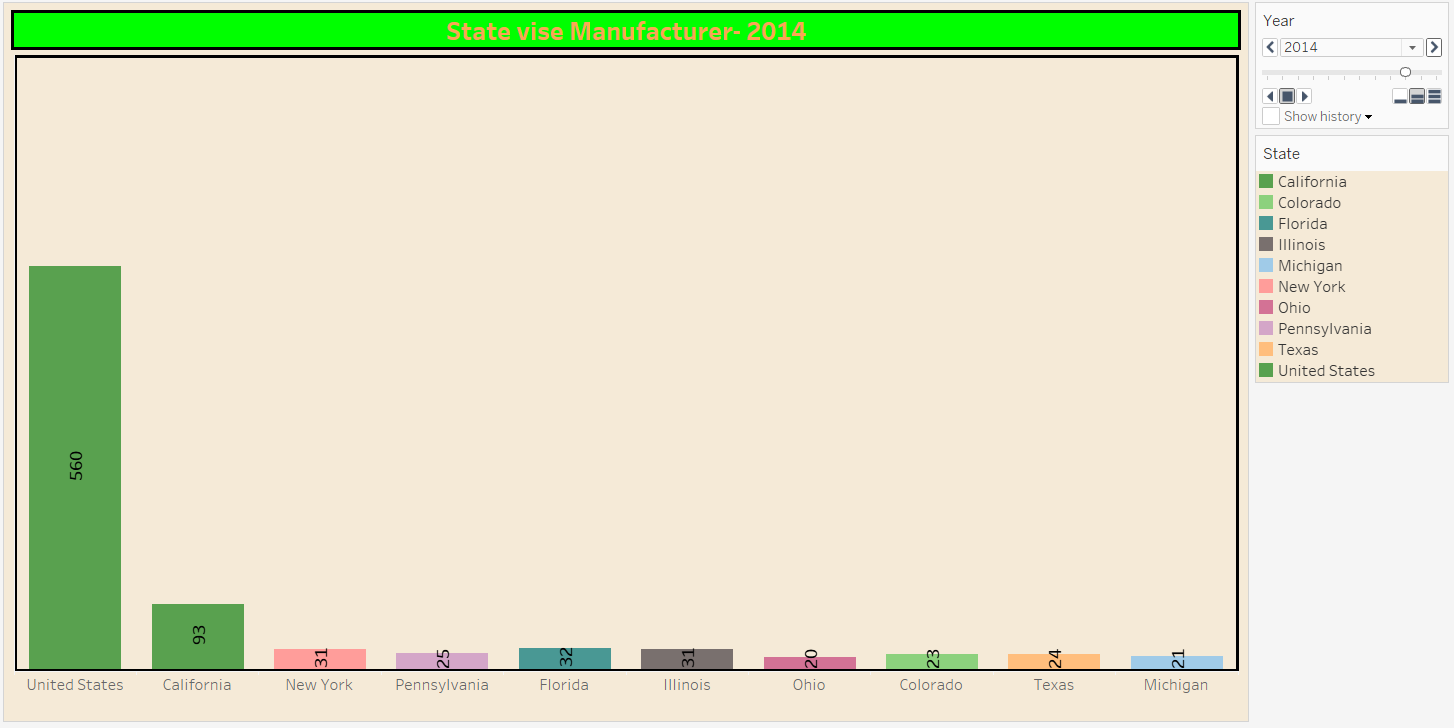 State vise Manufacturer- 2014
560
93
31
25
32
31
20
23
24
21
United States
California
New York
Pennsylvania
Florida
Illinois
Ohio
Colorado
Texas
Michigan
Year
2014
Show history
State
California
Colorado
Florida
Illinois
Michigan
New York
Ohio
Pennsylvania
Texas
United States